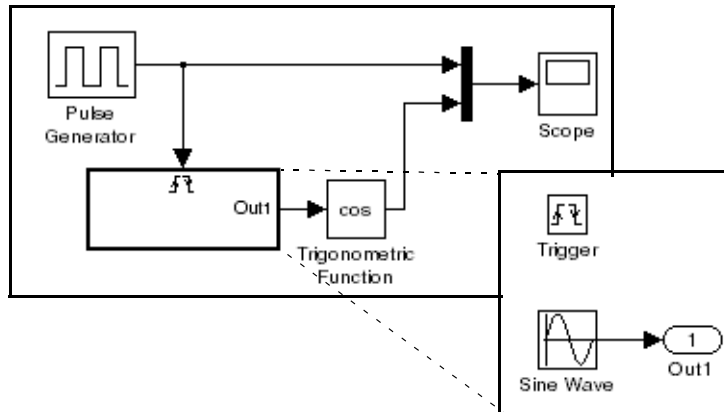 Pulse
Generator
Out1
cos
Trigonometric
Function
Scope
Trigger
Sine Wave
1
Out1